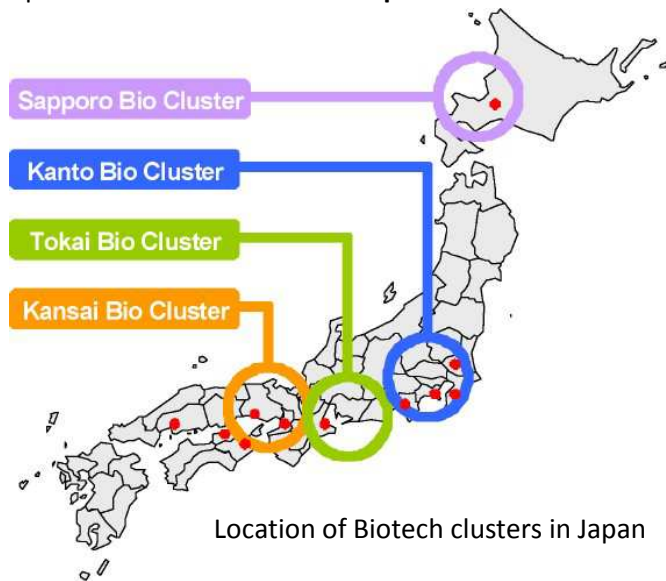 Sapporo Bio Cluster
Kanto Bio Cluster
Tokai Bio Cluster
Kansai Bio Cluster
Location of Biotech clusters in Japan